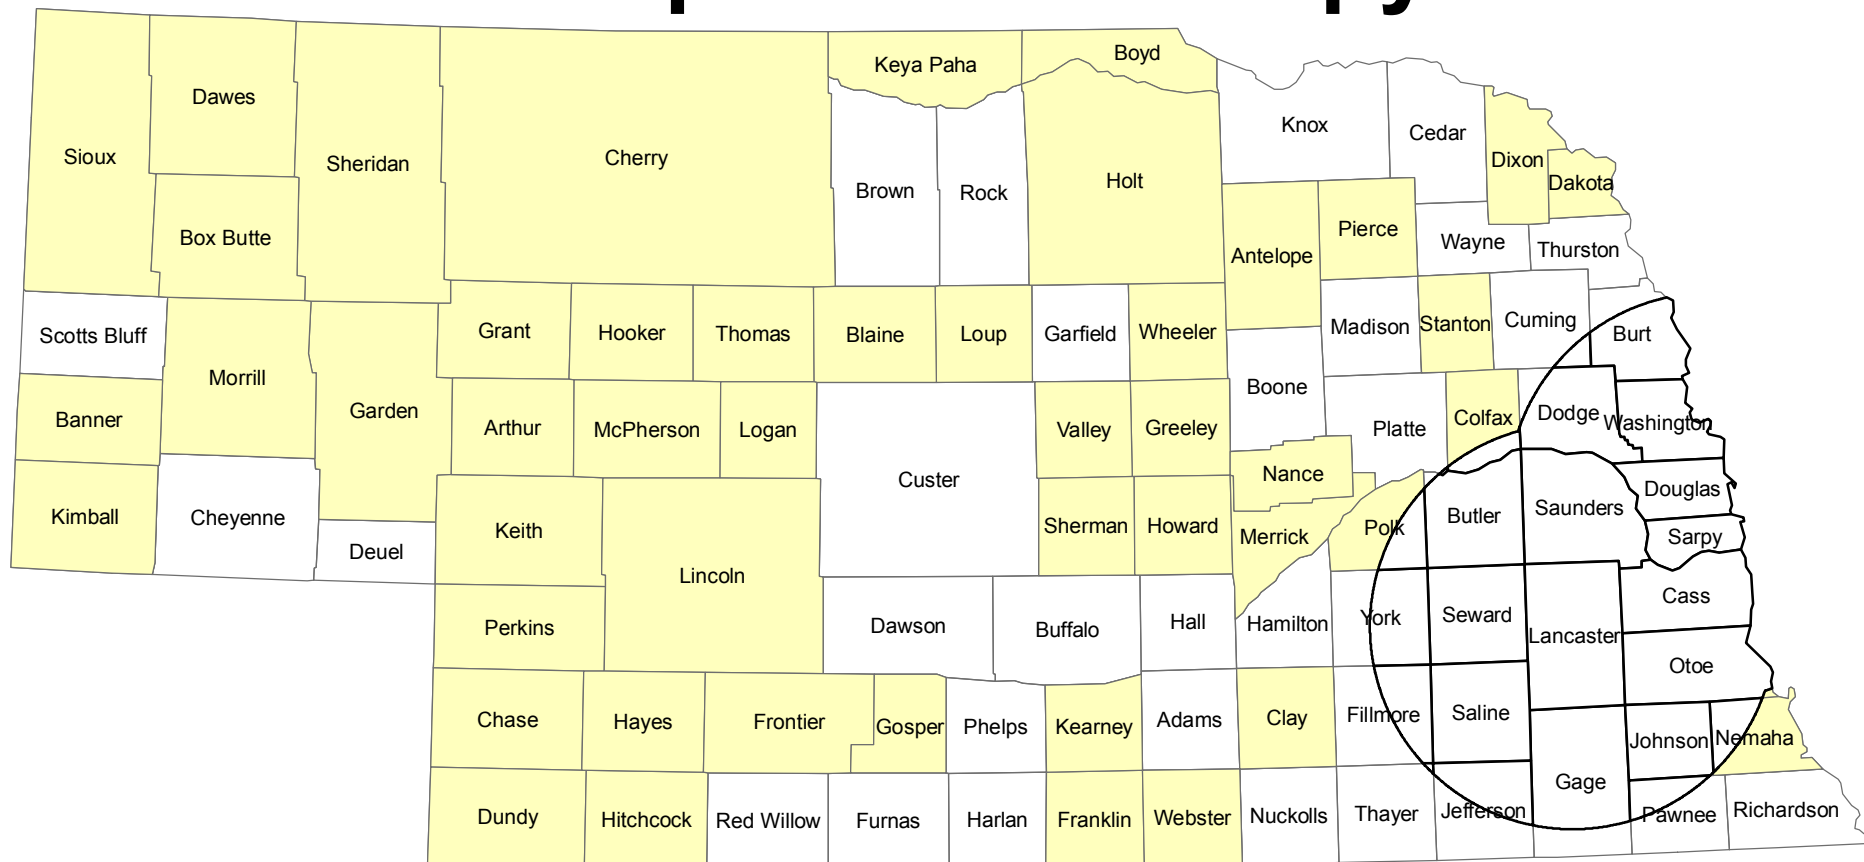 Keya Paha
Boyd
Dawes
Knox
Cedar
Sioux
Sheridan
Cherry
Dixon
Brown
Rock
Holt
Dakota
Box Butte
Pierce
Wayne
Thurston
Antelope
Scotts Bluff
Grant
Hooker
Thomas
Blaine
Loup
Garfield
Wheeler
Madison
Stanton
Cuming
Burt
Morrill
Boone
Banner
Garden
Arthur
McPherson
Logan
Valley
Greeley
Platte
Colfax
Dodge
Washington
Custer
Nance
Kimball
Cheyenne
Keith
Sherman
Howard
Merrick
Polk
Butler
Saunders
Douglas
Sarpy
Deuel
Lincoln
Cass
Perkins
Dawson
Buffalo
Hall
Hamilton
York
Seward
Lancaster
Otoe
Chase
Hayes
Frontier
Gosper
Phelps
Kearney
Adams
Clay
Fillmore
Saline
Johnson
Nemaha
Gage
Dundy
Hitchcock
Red Willow
Furnas
Harlan
Franklin
Webster
Nuckolls
Thayer
Jefferson
Pawnee
Richardson